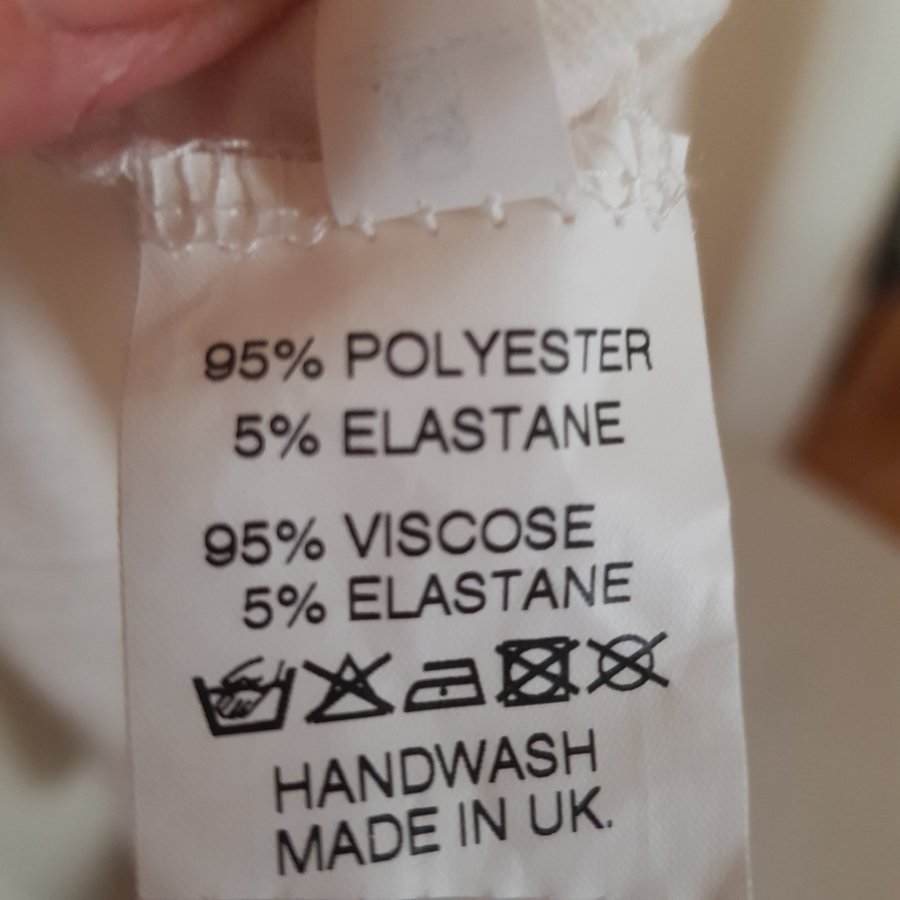 95% POLYESTER
5% ELASTANE
95% VISCOSE
5% ELASTANE
HANDWASH
MADE IN UK.